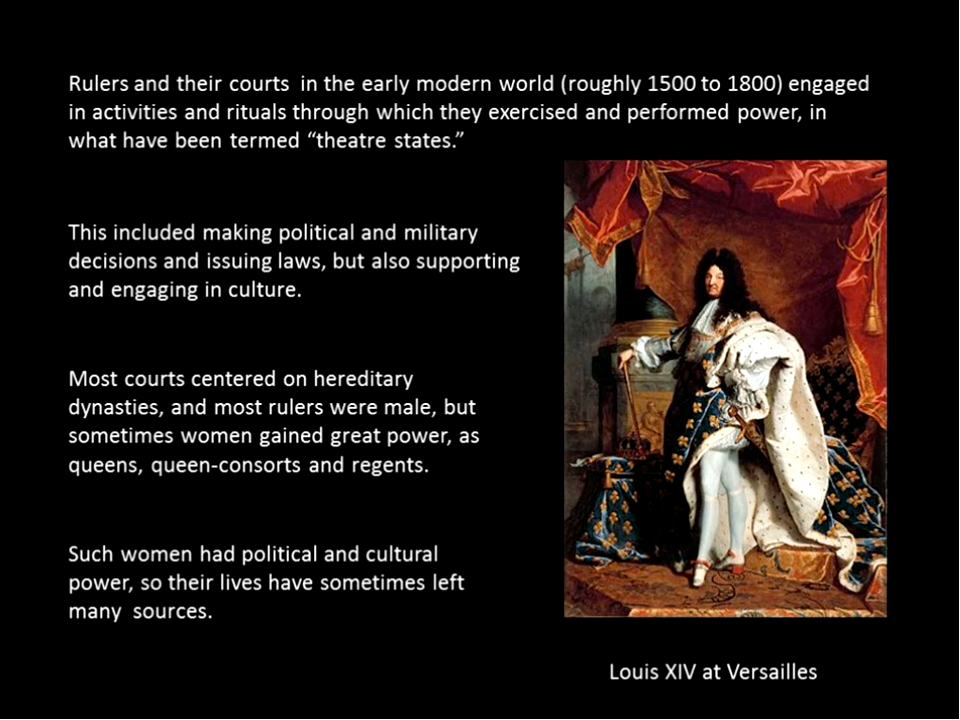 Rulers and their courts in the early modern world (roughly 1500 to 1800) engaged
in activities and rituals through which they exercised and performed power, in
what have been termed “theatre states.”
This included making political and military
decisions and issuing laws, but also supporting
and engaging in culture.
Most courts centered on hereditary
dynasties, and most rulers were male, but
sometimes women gained great power, as
queens, queen-consorts and regents.
Such women had political and cultural
power, so their lives have sometimes left
many sources.
Louis XIV at Versailles